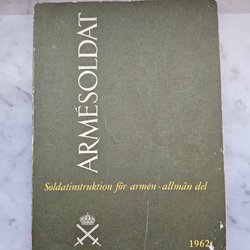 ARMÉSOLDAT
Soldatinstruktion för armén · allmän del
1962